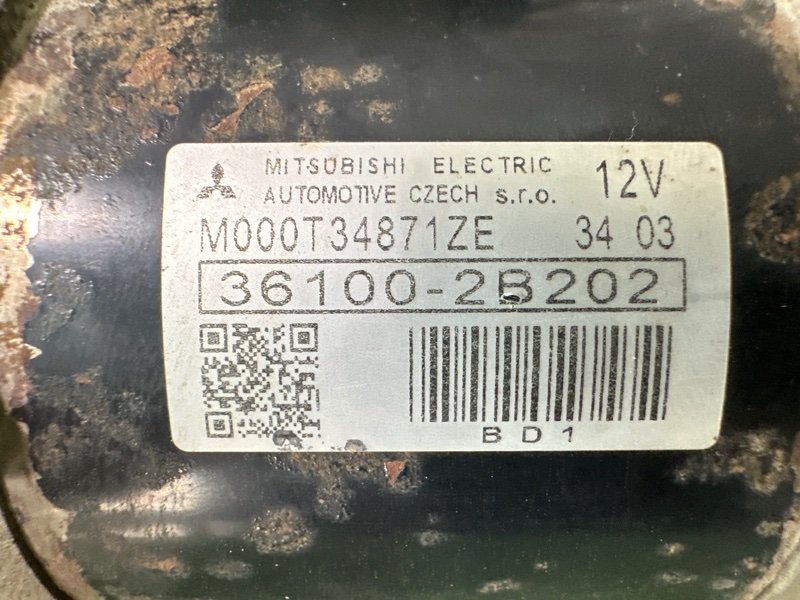 MITSUBISHI ELECTRIC
AUTOMOTIVE CZECH s.r.o. 12V
M000T34871ZE 34 03
36100-2B202
BD1